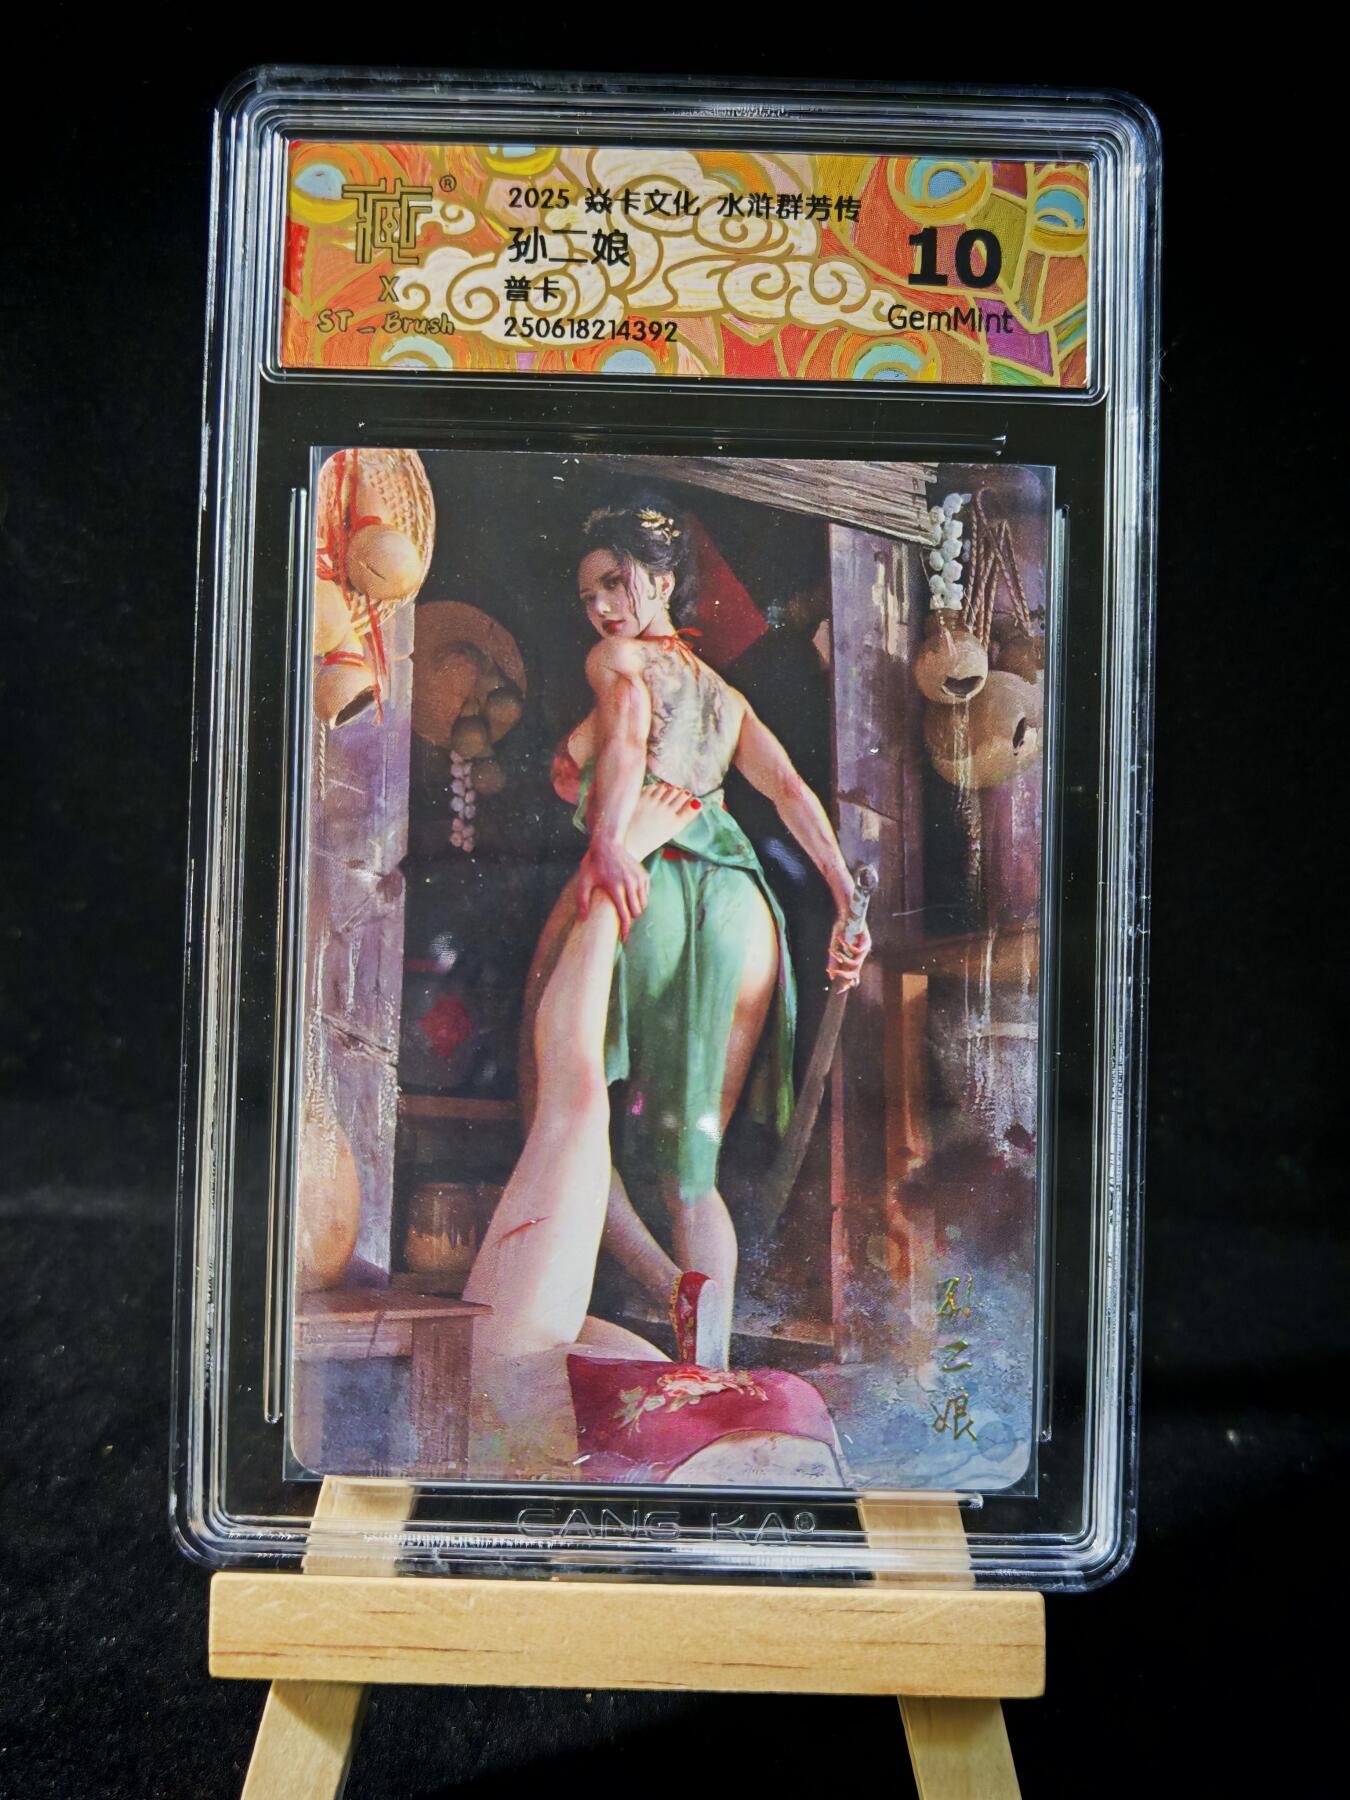 藏®
X
ST_Brush
2025 焱卡文化 水浒群芳传
孙二娘
普卡
250618214392
10
GemMint
孙
二
娘
CANG KA®